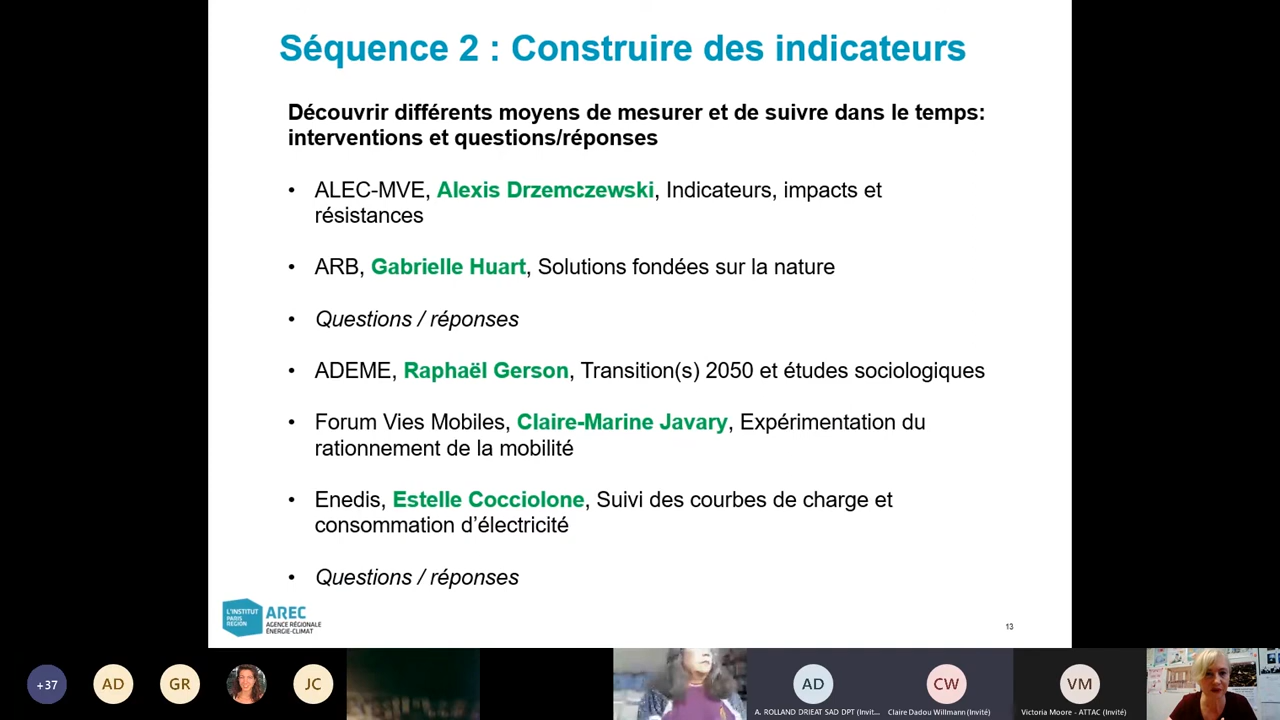 Séquence 2 : Construire des indicateurs
Découvrir différents moyens de mesurer et de suivre dans le temps:
interventions et questions/réponses
• ALEC-MVE, Alexis Drzemczewski, Indicateurs, impacts et
résistances
• ARB, Gabrielle Huart, Solutions fondées sur la nature
• Questions / réponses
• ADEME, Raphaël Gerson, Transition(s) 2050 et études sociologiques
• Forum Vies Mobiles, Claire-Marine Javary, Expérimentation du
rationnement de la mobilité
• Enedis, Estelle Cocciolone, Suivi des courbes de charge et
consommation d'électricité
• Questions / réponses
L'INSTITUT
PARIS
REGION
AREC
AGENCE RÉGIONALE
ÉNERGIE-CLIMAT
13
+37
AD
GR
JC
AD
CW
VM
A. ROLLAND DRIEAT SAD DPT (Invit...
Claire Dadou Willmann (Invité)
Victoria Moore - ATTAC (Invité)